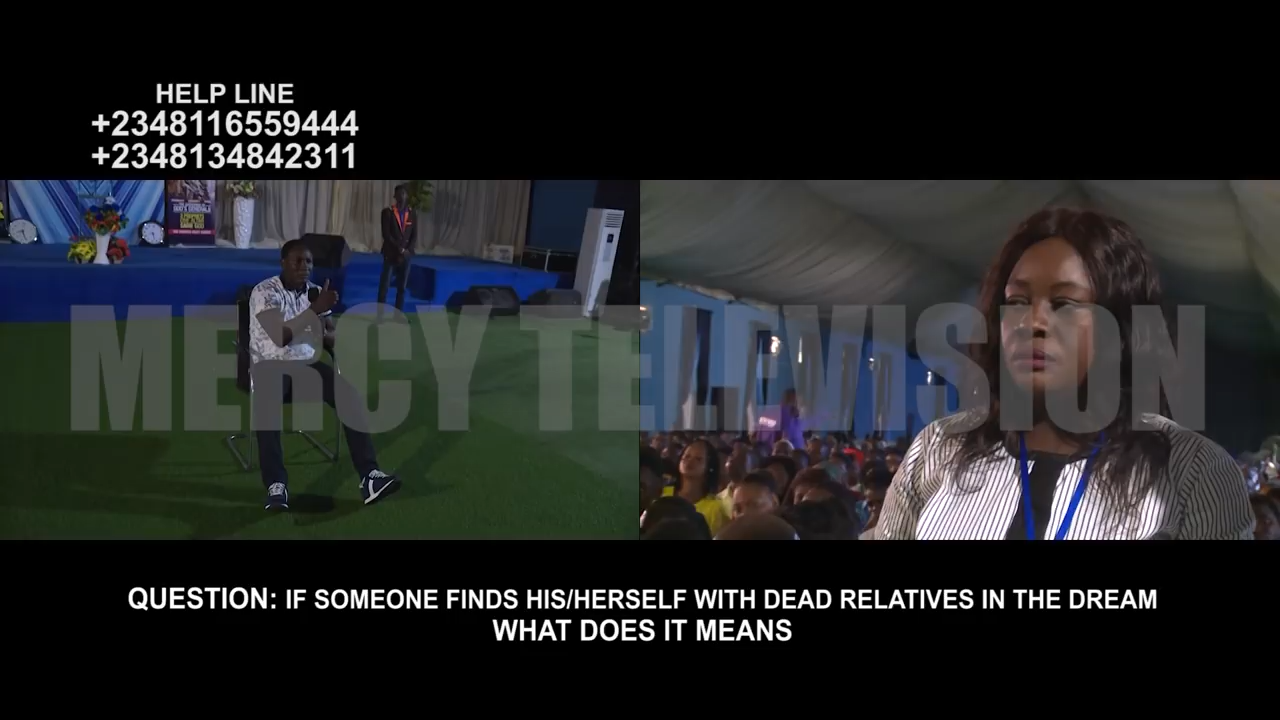 HELP LINE
+2348116559444
+2348134842311
MERCY TELEVISION
QUESTION: IF SOMEONE FINDS HIS/HERSELF WITH DEAD RELATIVES IN THE DREAM
WHAT DOES IT MEANS